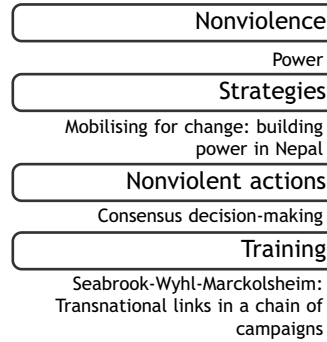 Nonviolence
Power
Strategies
Mobilising for change: building
power in Nepal
Nonviolent actions
Consensus decision-making
Training
Seabrook-Wyhl-Marckolsheim:
Transnational links in a chain of
campaigns